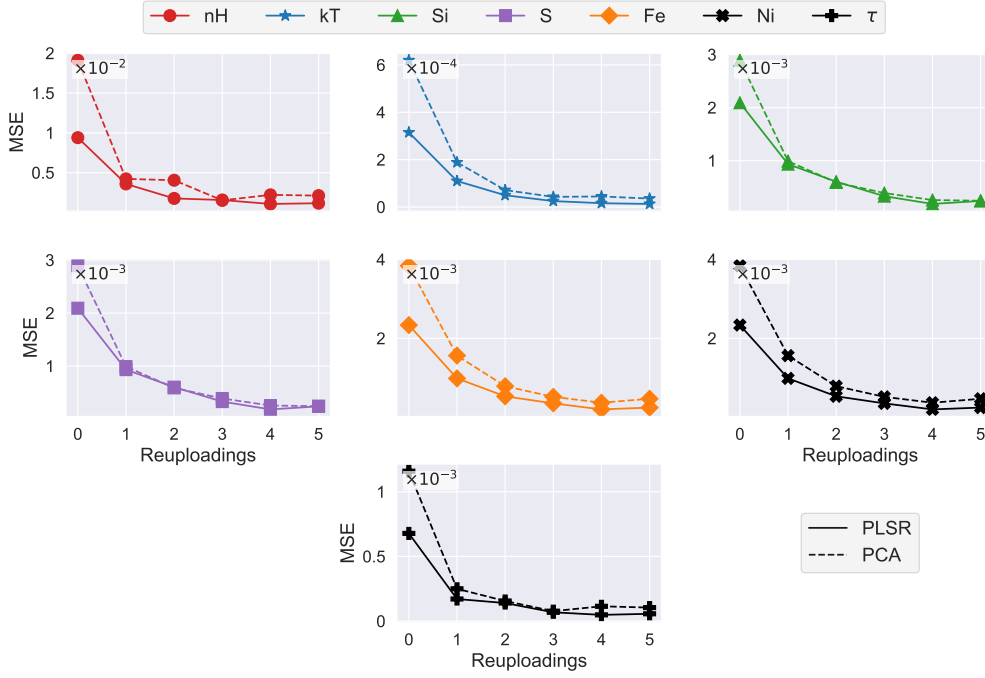 nH kT Si S Fe Ni τ
2 ×10⁻² 1.5 1 0.5 MSE
6 ×10⁻⁴ 4 2 0
3 ×10⁻³ 2 1
3 ×10⁻³ 2 1 MSE
0 1 2 3 4 5
Reuploadings
4 ×10⁻³ 2
4 ×10⁻³ 2
0 1 2 3 4 5
Reuploadings
1 ×10⁻³ 0.5 0 MSE
0 1 2 3 4 5
Reuploadings
PLSR
PCA